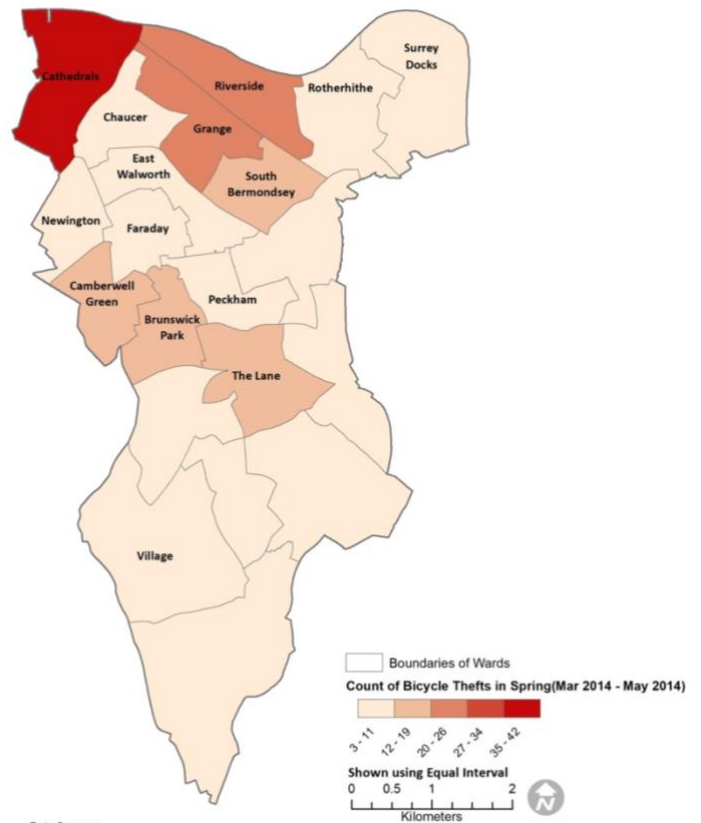 Surrey
Docks
Cathedrals
Riverside
Rotherhithe
Chaucer
Grange
East
Walworth
South
Bermondsey
Newington
Faraday
Camberwell
Green
Peckham
Brunswick
Park
The Lane
Village
Boundaries of Wards
Count of Bicycle Thefts in Spring(Mar 2014 - May 2014)
3 - 11
12 - 19
20 - 26
27 - 34
35 - 42
Shown using Equal Interval
0 0.5 1 2
N
Kilometers